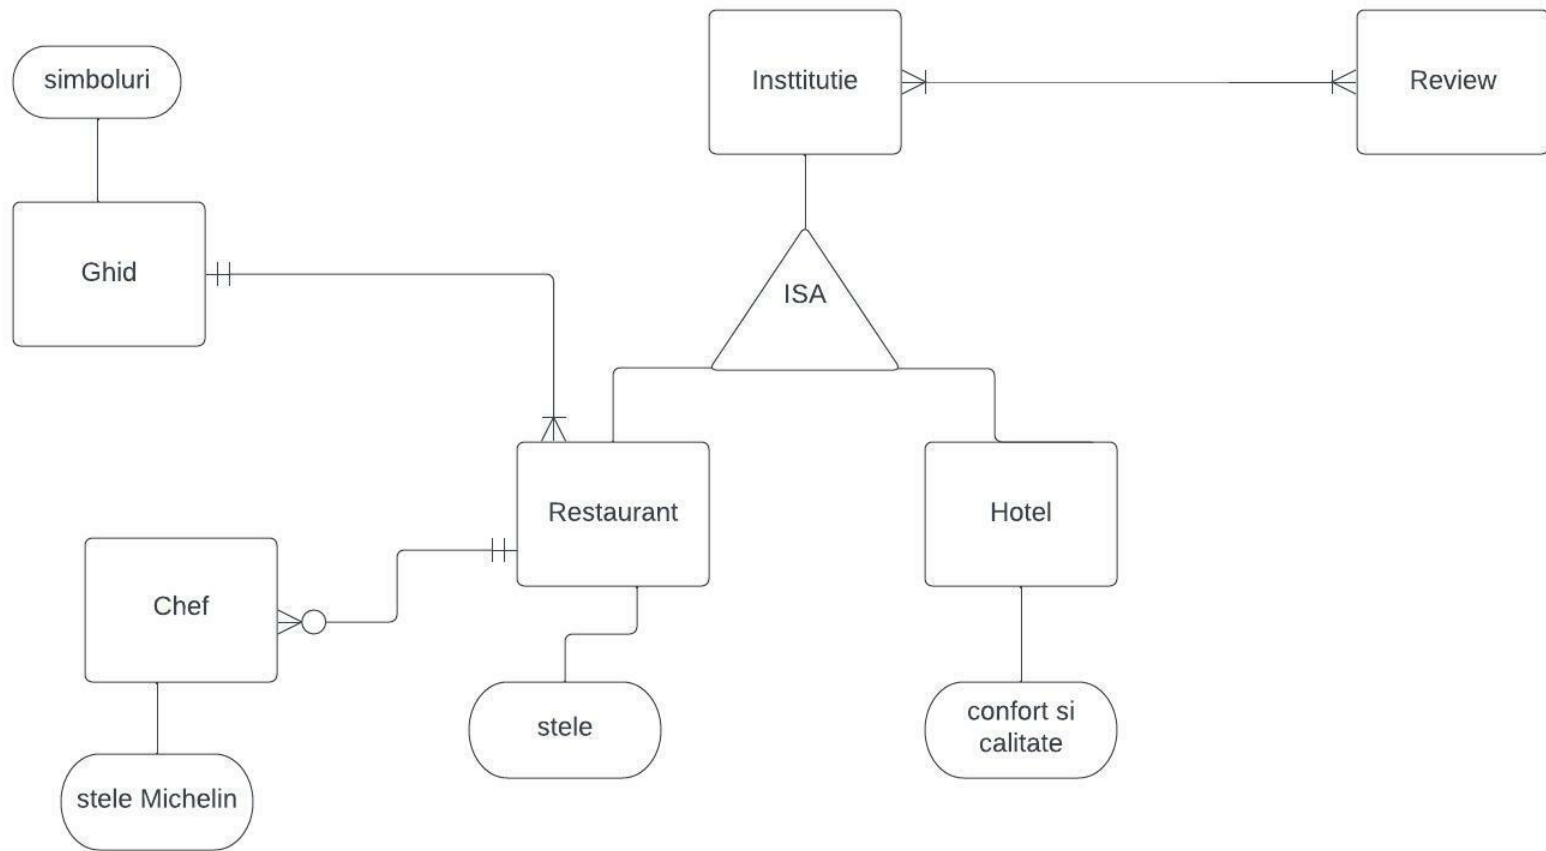 simboluri
Insttitutie
Review
Ghid
ISA
Restaurant
Hotel
Chef
stele
confort si
calitate
stele Michelin